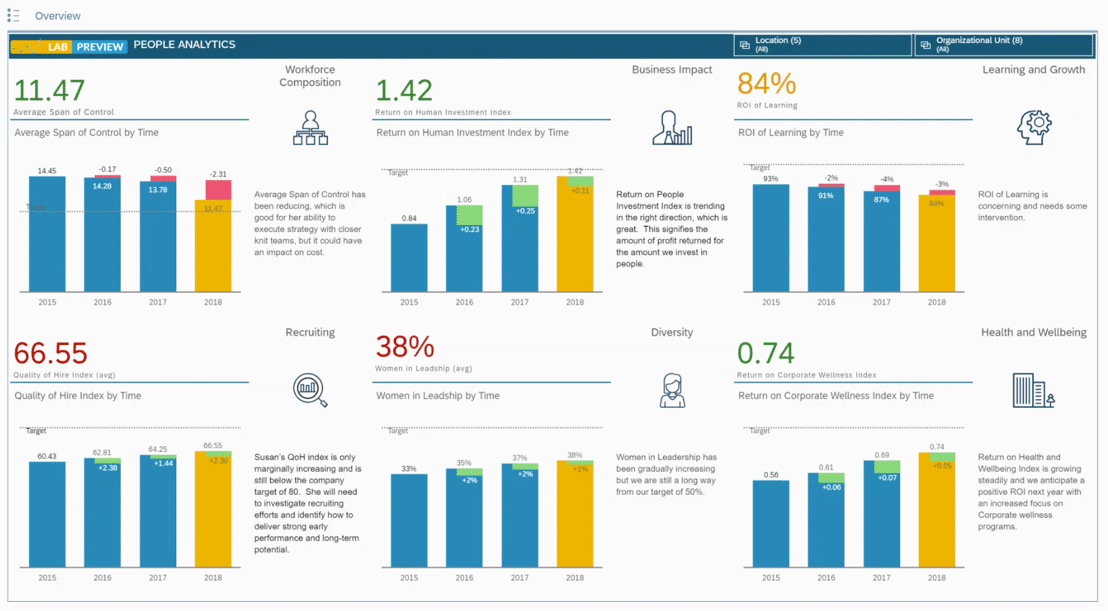 Overview
LAB PREVIEW PEOPLE ANALYTICS
Location (5)
(All)
Organizational Unit (8)
(All)
11.47
Average Span of Control
Workforce
Composition
Average Span of Control by Time
14.45
-0.17
-0.50
-2.31
14.28
13.78
11.47
Target
2015
2016
2017
2018
Average Span of Control has
been reducing, which is
good for her ability to
execute strategy with closer
knit teams, but it could have
an impact on cost.
1.42
Return on Human Investment Index
Business Impact
Return on Human Investment Index by Time
Target
0.84
1.06
1.31
1.42
+0.23
+0.25
+0.11
2015
2016
2017
2018
Return on People
Investment Index is trending
in the right direction, which is
great. This signifies the
amount of profit returned for
the amount we invest in
people.
84%
ROI of Learning
Learning and Growth
ROI of Learning by Time
Target
93%
-2%
-4%
-3%
91%
87%
84%
2015
2016
2017
2018
ROI of Learning is
concerning and needs some
intervention.
66.55
Quality of Hire Index (avg)
Recruiting
Quality of Hire Index by Time
Target
60.43
62.81
64.25
66.55
+2.38
+1.44
+2.30
2015
2016
2017
2018
Susan's QoH index is only
marginally increasing and is
still below the company
target of 80. She will need
to investigate recruiting
efforts and identify how to
deliver strong early
performance and long-term
potential.
38%
Women in Leadship (avg)
Diversity
Women in Leadship by Time
Target
33%
35%
37%
38%
+2%
+2%
+1%
2015
2016
2017
2018
Women in Leadership has
been gradually increasing
but we are still a long way
from our target of 50%.
0.74
Return on Corporate Wellness Index
Health and Wellbeing
Return on Corporate Wellness Index by Time
Target
0.56
0.61
0.69
0.74
+0.06
+0.07
+0.05
2015
2016
2017
2018
Return on Health and
Wellbeing Index is growing
steadily and we anticipate a
positive ROI next year with
an increased focus on
Corporate wellness
programs.